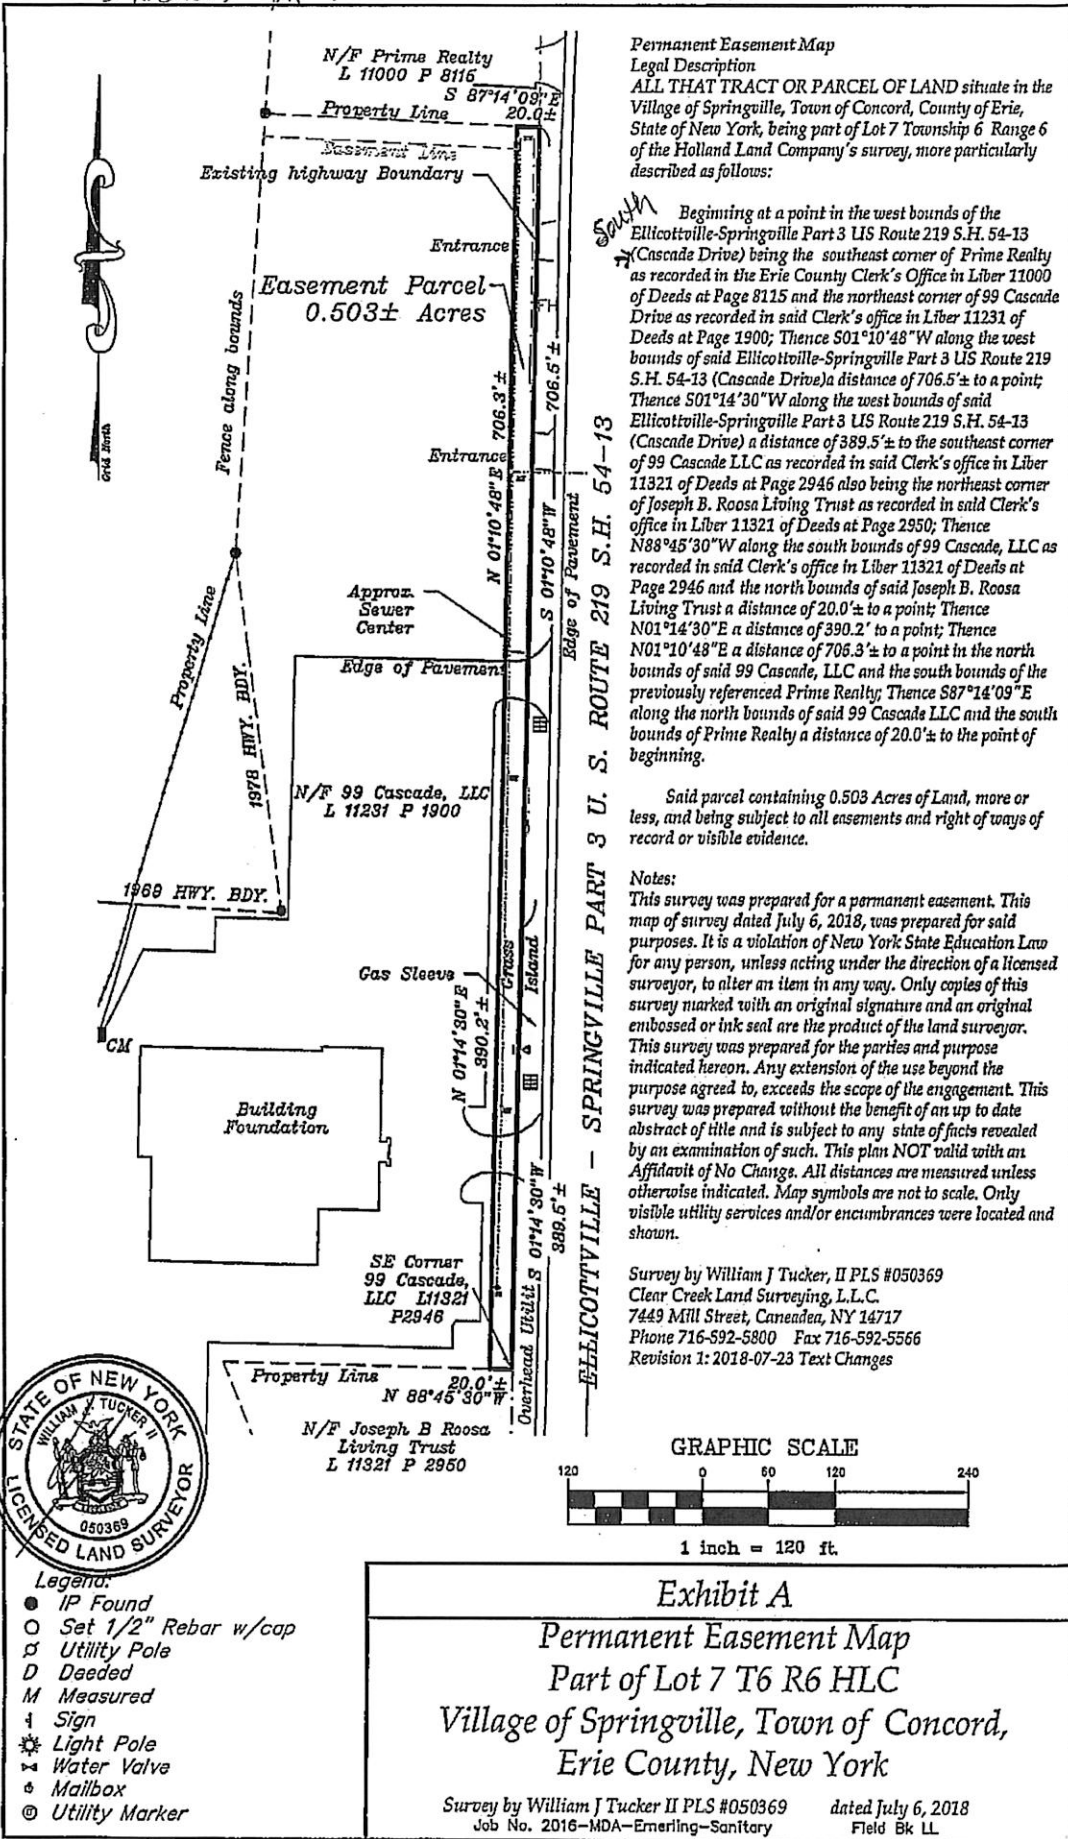 N/F Prime Realty
L 11000 P 8116
S 87°14'09"E
20.0±
Property Line
Easement Line
Existing highway Boundary
Entrance
Easement Parcel
0.503± Acres
FH
Fence along bounds
Grid North
706.5'±
N 01°10'48"E 706.3'±
Entrance
S 01°10'48"W
Edge of Pavement
Approx.
Sewer
Center
Property Line
Edge of Pavement
1978 HWY. BDY.
N/F 99 Cascade, LLC
L 11231 P 1900
1969 HWY. BDY.
Grass
Island
Gas Sleeve
CM
N 01°14'30"E
390.2'±
Building
Foundation
S 01°14'30"W
389.5'±
SE Corner
99 Cascade,
LLC L11321
P2946
Overhead Utilit
Property Line
20.0'±
N 88°45'30"W
N/F Joseph B Roosa
Living Trust
L 11321 P 2950
ELLICOTTVILLE - SPRINGVILLE PART 3 U. S. ROUTE 219 S.H. 54-13
Permanent Easement Map
Legal Description
ALL THAT TRACT OR PARCEL OF LAND situate in the
Village of Springville, Town of Concord, County of Erie,
State of New York, being part of Lot 7 Township 6 Range 6
of the Holland Land Company's survey, more particularly
described as follows:
South
Beginning at a point in the west bounds of the
Ellicottville-Springville Part 3 US Route 219 S.H. 54-13
(Cascade Drive) being the southeast corner of Prime Realty
as recorded in the Erie County Clerk's Office in Liber 11000
of Deeds at Page 8115 and the northeast corner of 99 Cascade
Drive as recorded in said Clerk's office in Liber 11231 of
Deeds at Page 1900; Thence S01°10'48"W along the west
bounds of said Ellicottville-Springville Part 3 US Route 219
S.H. 54-13 (Cascade Drive)a distance of 706.5'± to a point;
Thence S01°14'30"W along the west bounds of said
Ellicottville-Springville Part 3 US Route 219 S.H. 54-13
(Cascade Drive) a distance of 389.5'± to the southeast corner
of 99 Cascade LLC as recorded in said Clerk's office in Liber
11321 of Deeds at Page 2946 also being the northeast corner
of Joseph B. Roosa Living Trust as recorded in said Clerk's
office in Liber 11321 of Deeds at Page 2950; Thence
N88°45'30"W along the south bounds of 99 Cascade, LLC as
recorded in said Clerk's office in Liber 11321 of Deeds at
Page 2946 and the north bounds of said Joseph B. Roosa
Living Trust a distance of 20.0'± to a point; Thence
N01°14'30"E a distance of 390.2' to a point; Thence
N01°10'48"E a distance of 706.3'± to a point in the north
bounds of said 99 Cascade, LLC and the south bounds of the
previously referenced Prime Realty; Thence S87°14'09"E
along the north bounds of said 99 Cascade LLC and the south
bounds of Prime Realty a distance of 20.0'± to the point of
beginning.
Said parcel containing 0.503 Acres of Land, more or
less, and being subject to all easements and right of ways of
record or visible evidence.
Notes:
This survey was prepared for a permanent easement. This
map of survey dated July 6, 2018, was prepared for said
purposes. It is a violation of New York State Education Law
for any person, unless acting under the direction of a licensed
surveyor, to alter an item in any way. Only copies of this
survey marked with an original signature and an original
embossed or ink seal are the product of the land surveyor.
This survey was prepared for the parties and purpose
indicated hereon. Any extension of the use beyond the
purpose agreed to, exceeds the scope of the engagement. This
survey was prepared without the benefit of an up to date
abstract of title and is subject to any state of facts revealed
by an examination of such. This plan NOT valid with an
Affidavit of No Change. All distances are measured unless
otherwise indicated. Map symbols are not to scale. Only
visible utility services and/or encumbrances were located and
shown.
Survey by William J Tucker, II PLS #050369
Clear Creek Land Surveying, L.L.C.
7449 Mill Street, Caneadea, NY 14717
Phone 716-592-5800 Fax 716-592-5566
Revision 1: 2018-07-23 Text Changes
STATE OF NEW YORK
WILLIAM J. TUCKER II
050369
LICENSED LAND SURVEYOR
GRAPHIC SCALE
120 0 60 120 240
1 inch = 120 ft.
Legend:
IP Found
Set 1/2" Rebar w/cap
Utility Pole
D Deeded
M Measured
Sign
Light Pole
Water Valve
Mailbox
Utility Marker
Exhibit A
Permanent Easement Map
Part of Lot 7 T6 R6 HLC
Village of Springville, Town of Concord,
Erie County, New York
Survey by William J Tucker II PLS #050369 dated July 6, 2018
Job No. 2016-MDA-Emerling-Sanitary Field Bk LL